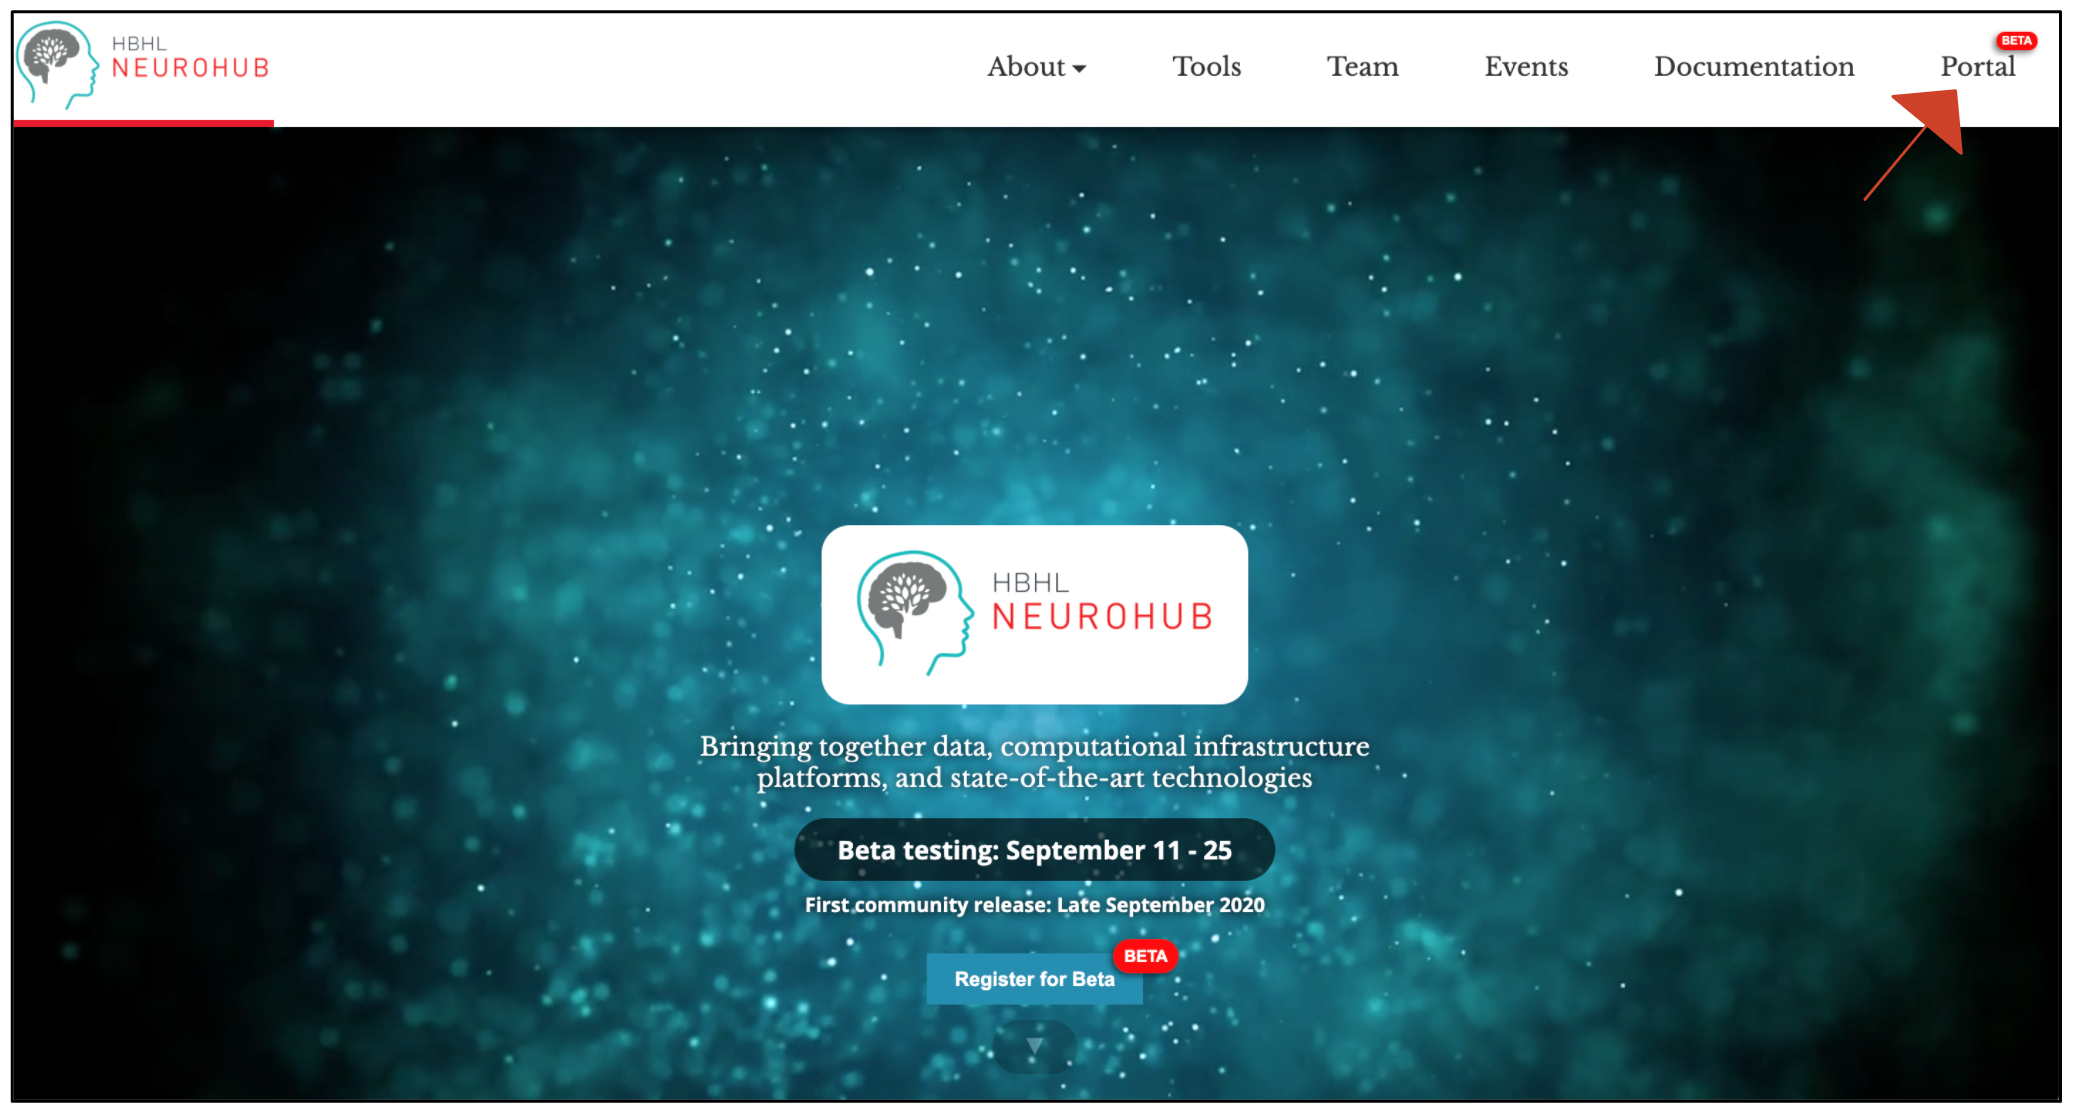 HBHL
NEUROHUB
About
Tools
Team
Events
Documentation
Portal
BETA
HBHL
NEUROHUB
Bringing together data, computational infrastructure
platforms, and state-of-the-art technologies
Beta testing: September 11 - 25
First community release: Late September 2020
Register for Beta
BETA